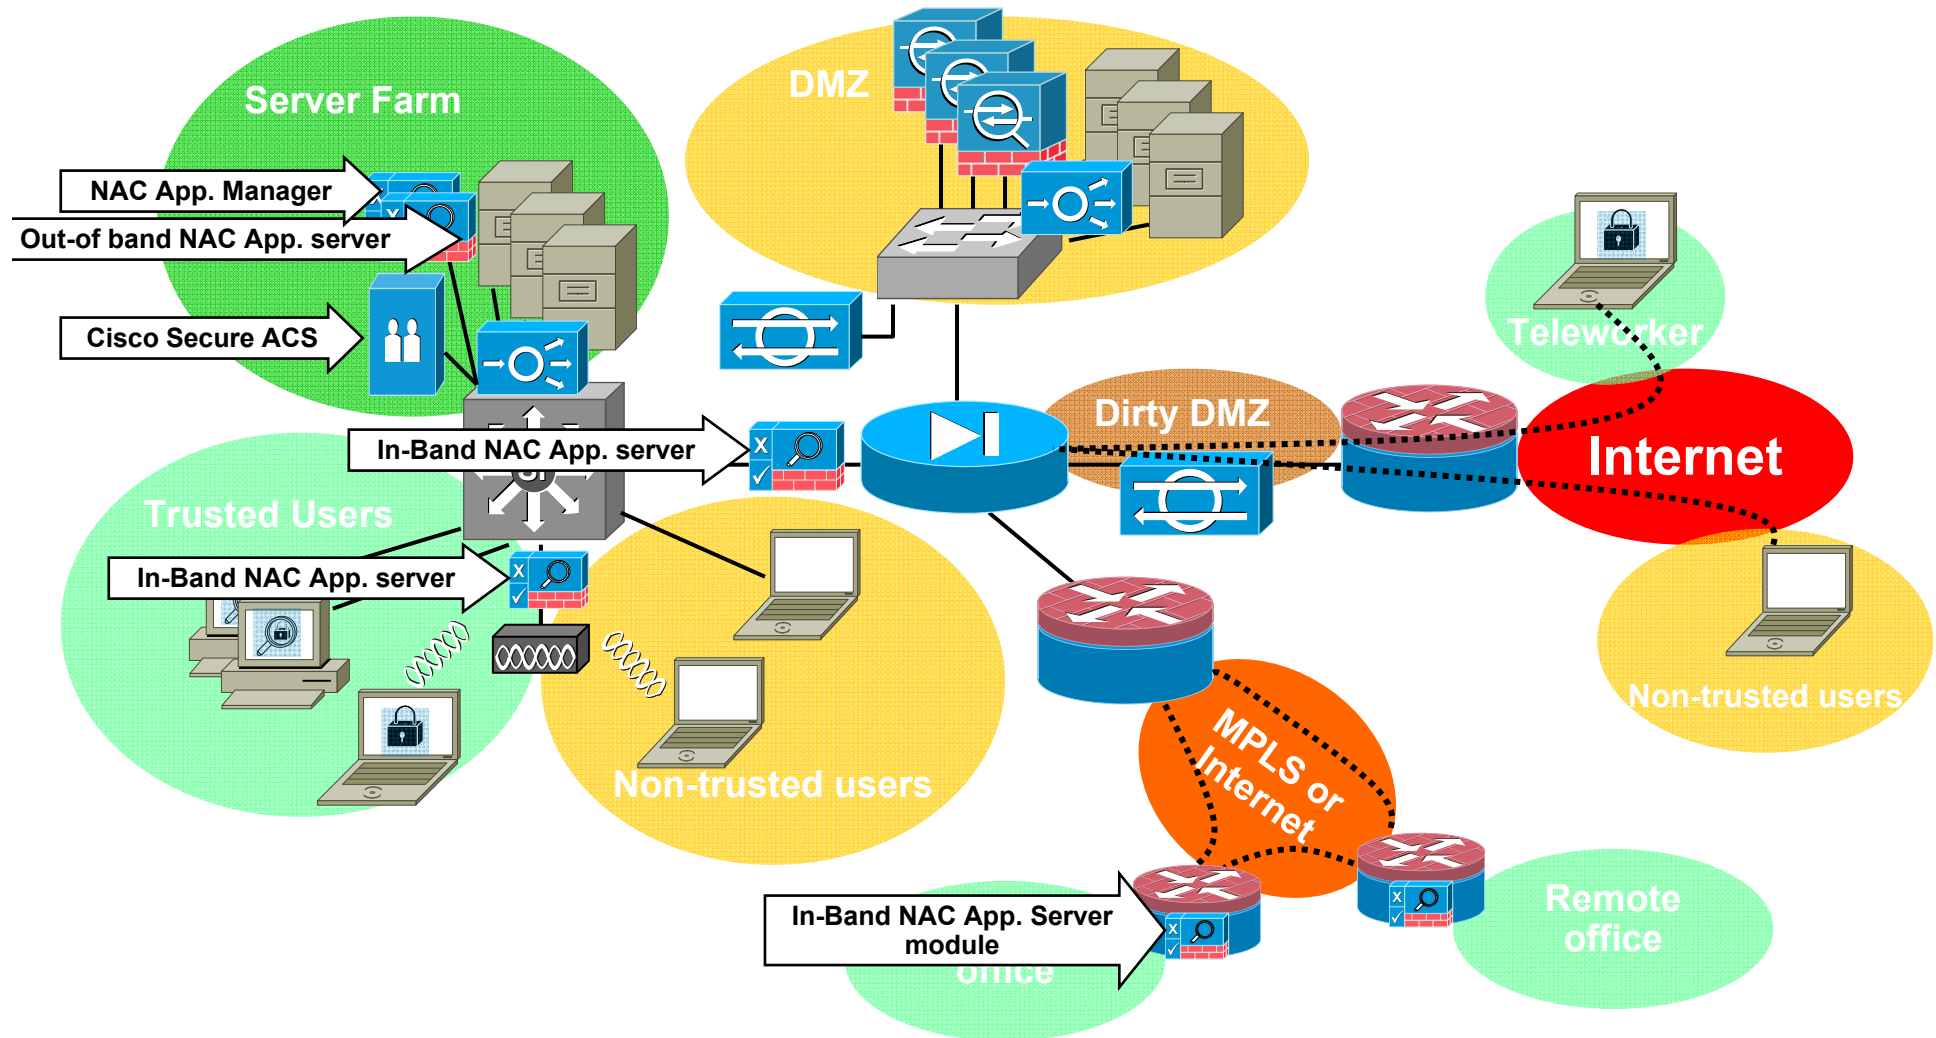 Server Farm
DMZ
NAC App. Manager
Out-of band NAC App. server
Cisco Secure ACS
Teleworker
Dirty DMZ
In-Band NAC App. server
Internet
Trusted Users
In-Band NAC App. server
Non-trusted users
Non-trusted users
MPLS or
Internet
In-Band NAC App. Server
module
office
Remote
office